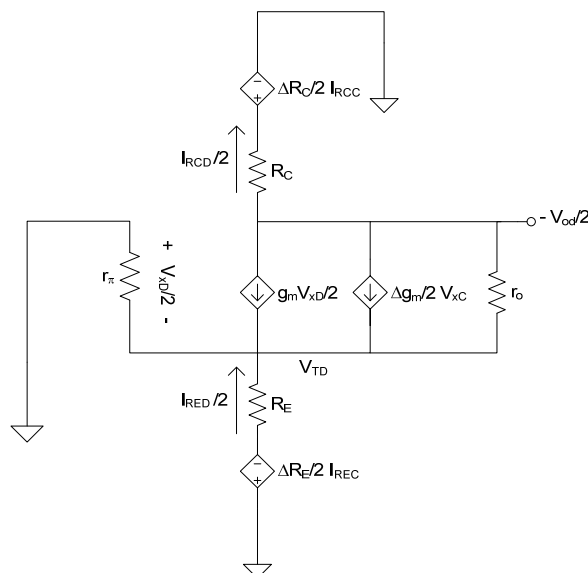 − +
ΔR_C/2 I_RCC
I_RCD/2
R_C
- V_od/2
r_π
+ V_xD/2 -
g_mV_xD/2
Δg_m/2 V_xC
r_o
V_TD
I_RED/2
R_E
− +
ΔR_E/2 I_REC